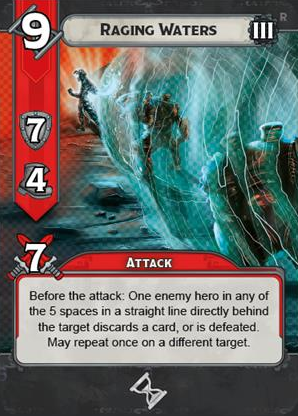 9
RAGING WATERS
III
R
7
4
7
ATTACK
Before the attack: One enemy hero in any of
the 5 spaces in a straight line directly behind
the target discards a card, or is defeated.
May repeat once on a different target.